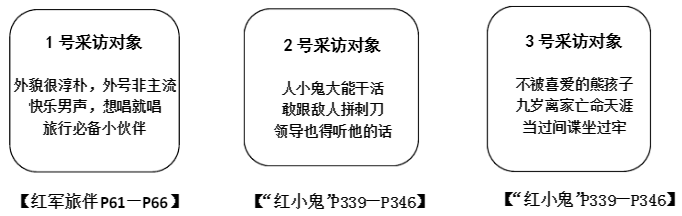 1 号采访对象
外貌很淳朴，外号非主流
快乐男声，想唱就唱
旅行必备小伙伴
【红军旅伴 P61—P66】
2 号采访对象
人小鬼大能干活
敢跟敌人拼刺刀
领导也得听他的话
【“红小鬼”P339—P346】
3 号采访对象
不被喜爱的熊孩子
九岁离家亡命天涯
当过间谍坐过牢
【“红小鬼”P339—P346】